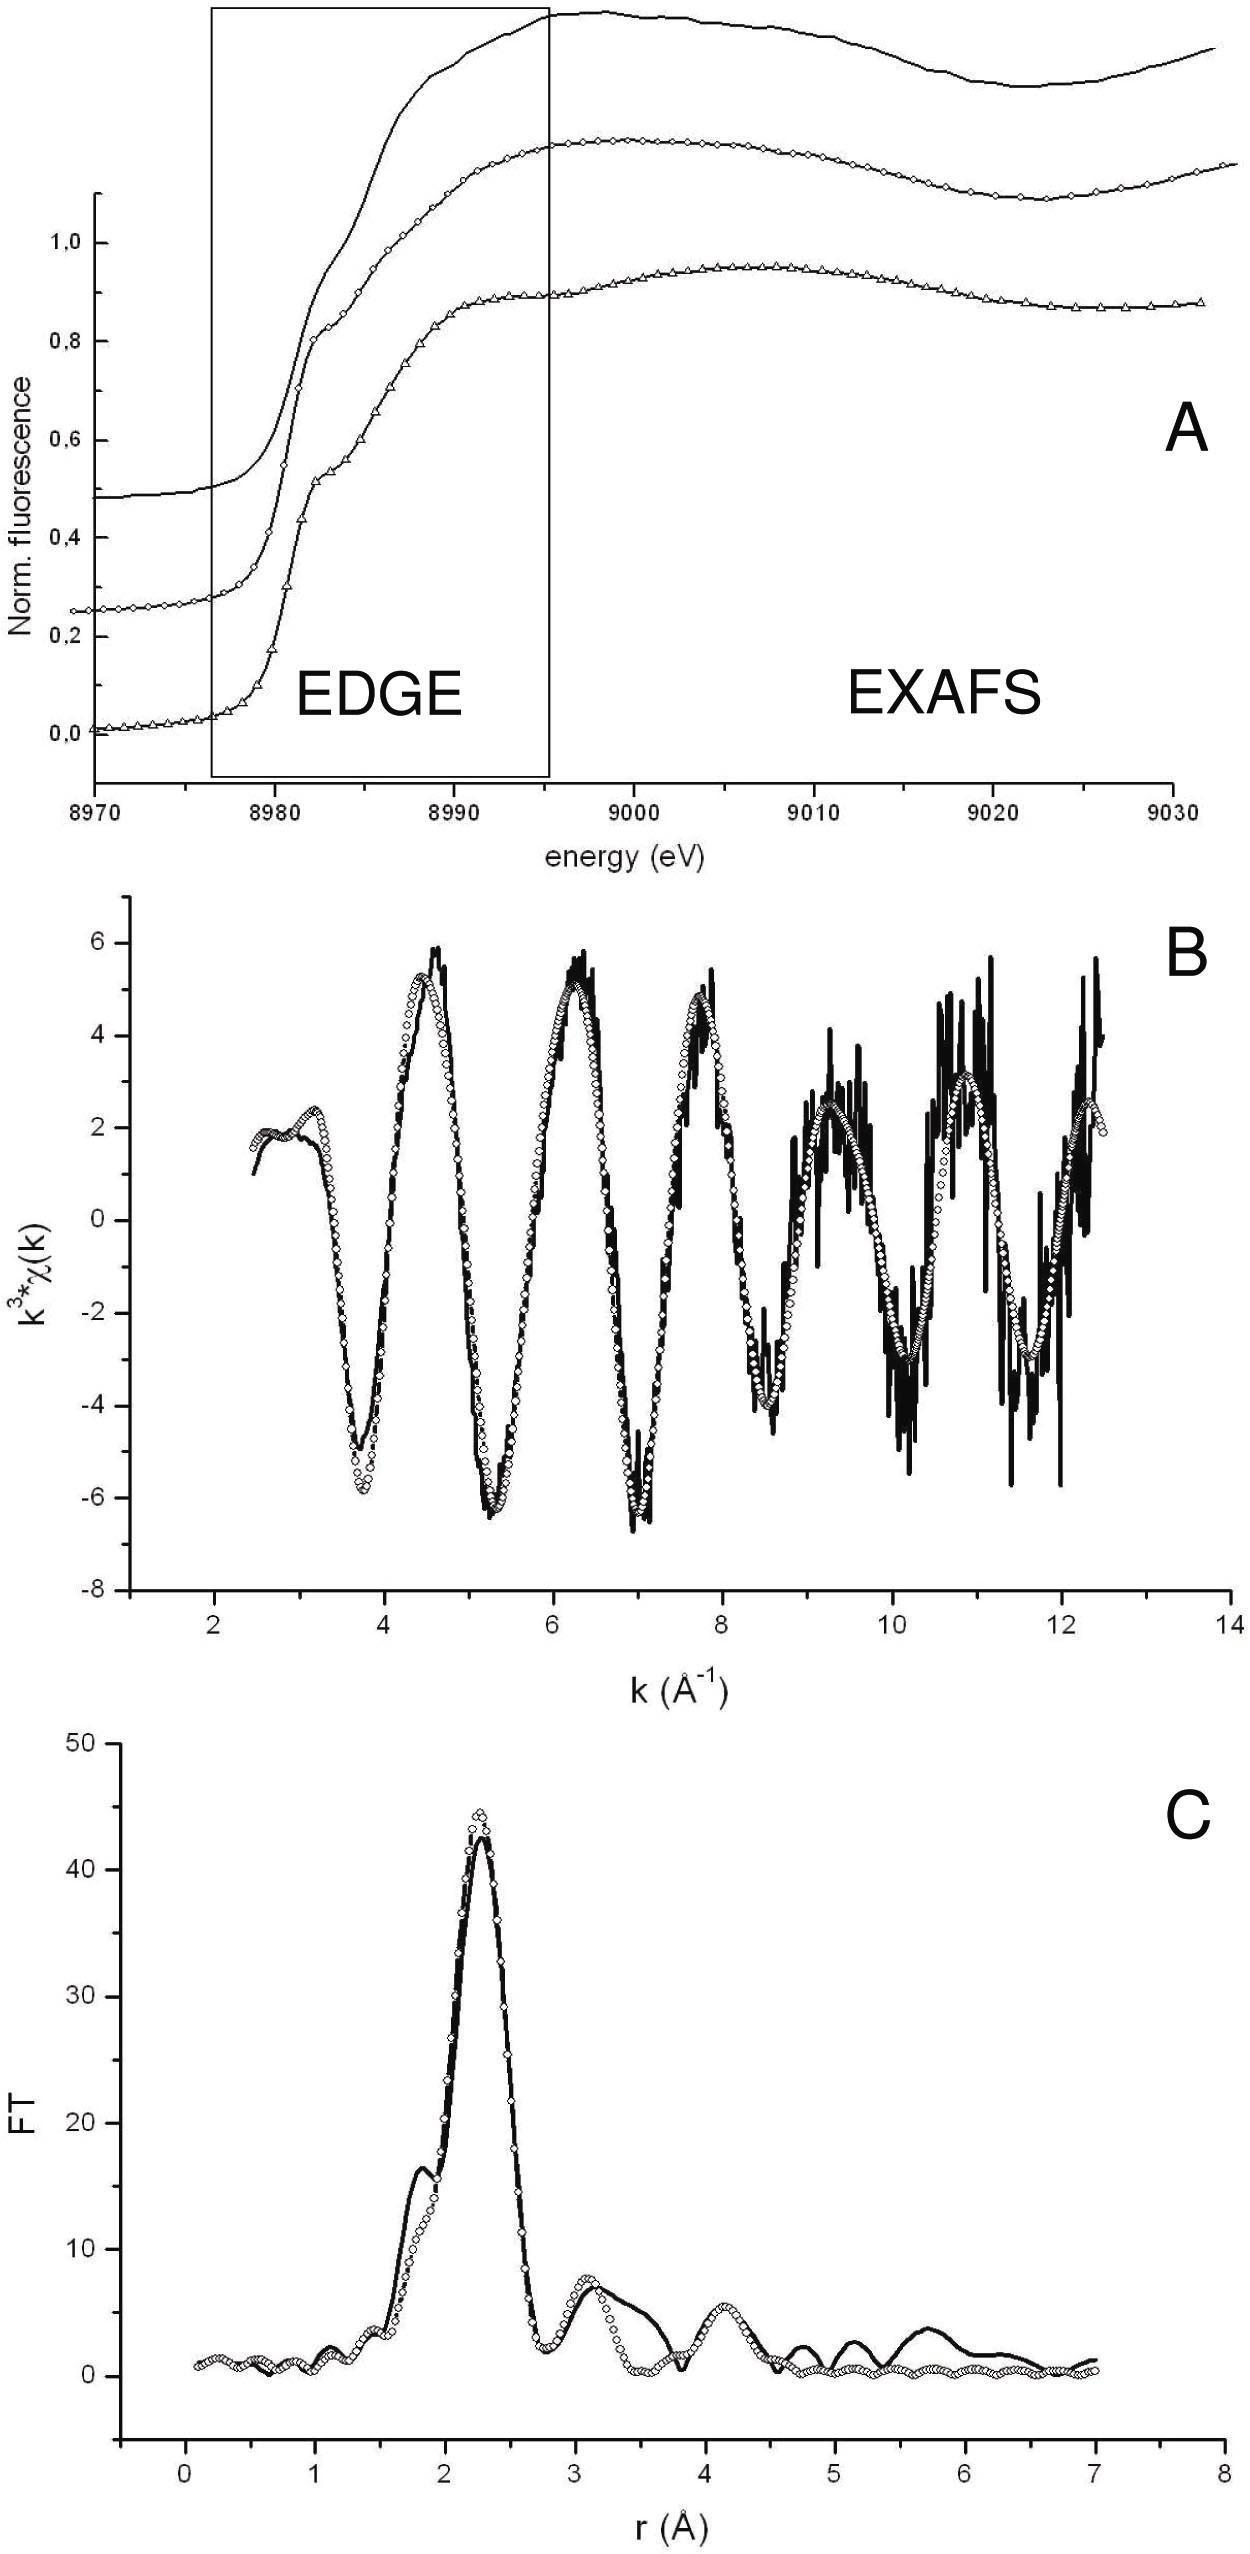 A
Norm. fluorescence
1,0
0,8
0,6
0,4
0,2
0,0
EDGE
EXAFS
8970 8980 8990 9000 9010 9020 9030
energy (eV)
B
k³*χ(k)
6
4
2
0
-2
-4
-6
-8
2 4 6 8 10 12 14
k (Å⁻¹)
C
FT
50
40
30
20
10
0
0 1 2 3 4 5 6 7 8
r (Å)